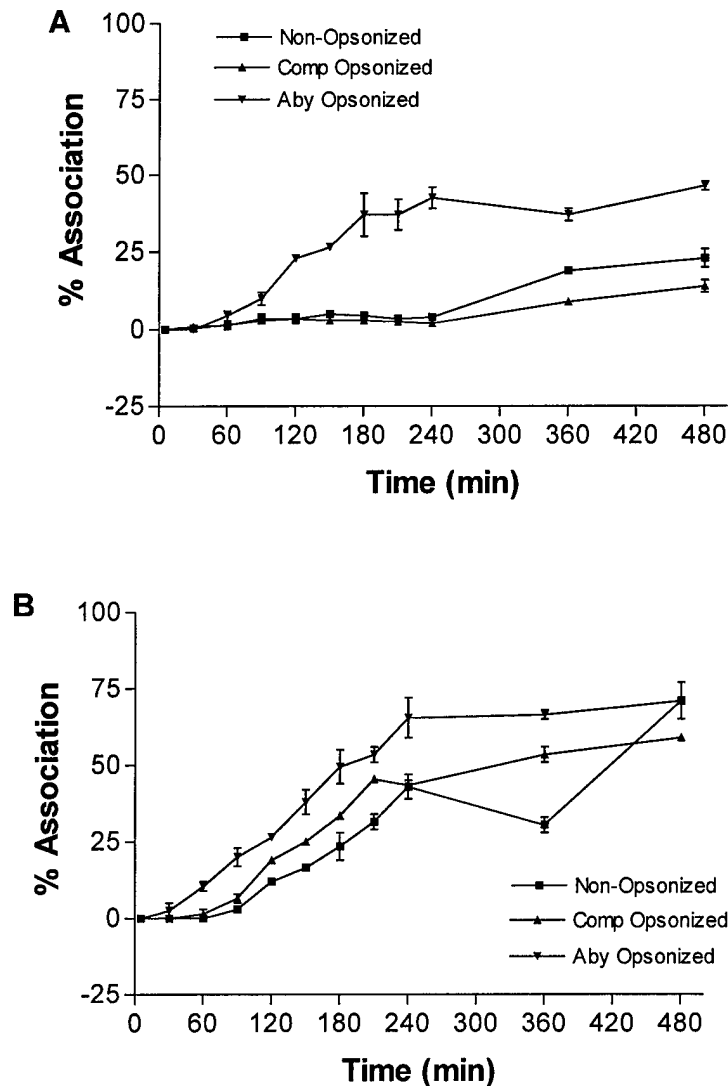 A
100
75
50
25
0
-25
% Association
Non-Opsonized
Comp Opsonized
Aby Opsonized
0 60 120 180 240 300 360 420 480
Time (min)
B
100
75
50
25
0
-25
% Association
Non-Opsonized
Comp Opsonized
Aby Opsonized
0 60 120 180 240 300 360 420 480
Time (min)